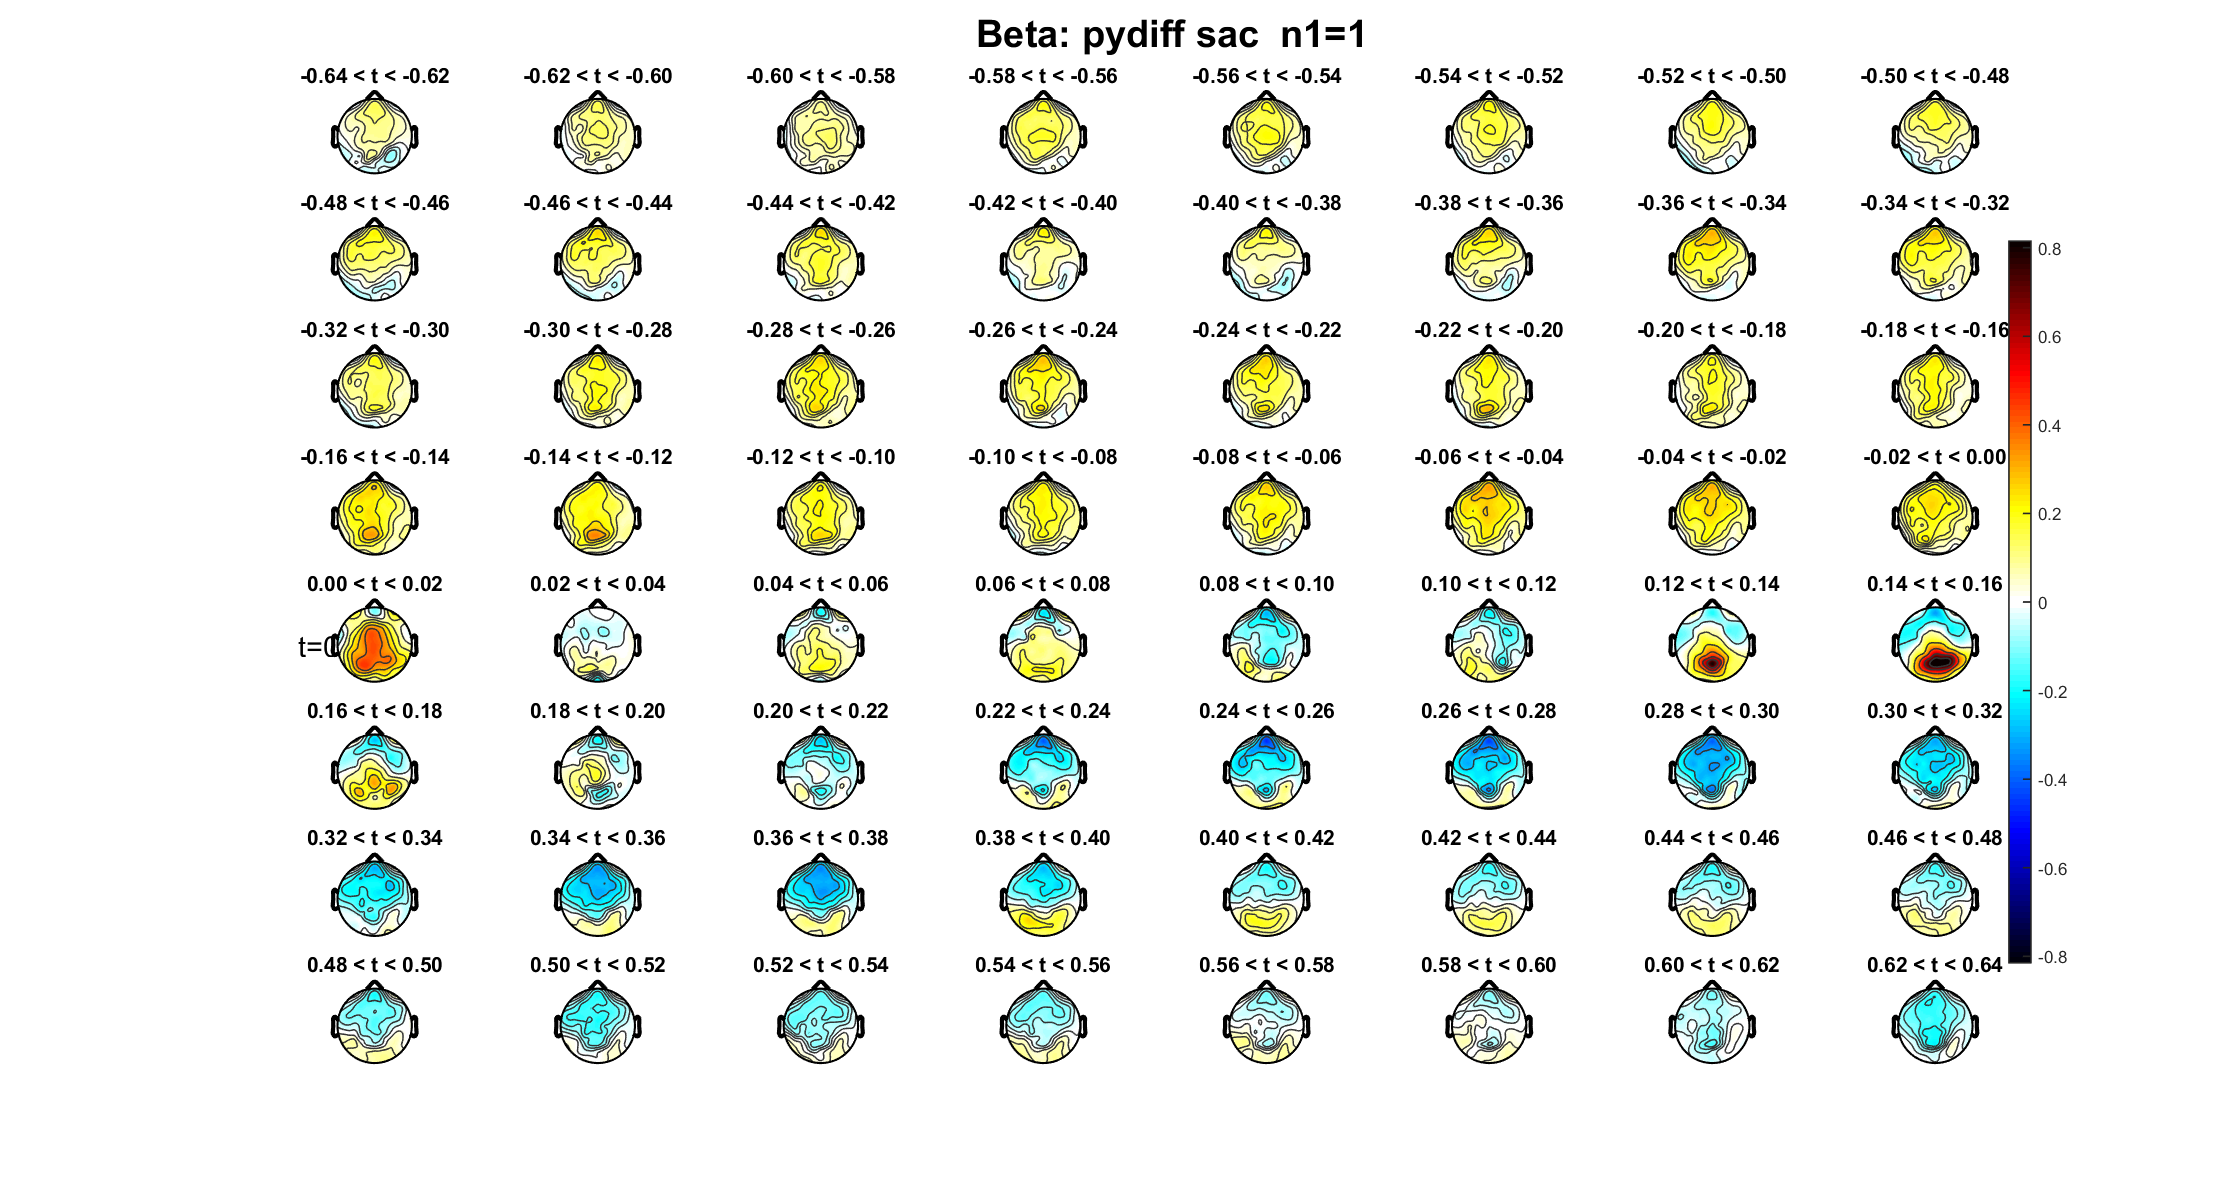 Beta: pydiff sac  n1=1
-0.64 < t < -0.62 -0.62 < t < -0.60 -0.60 < t < -0.58 -0.58 < t < -0.56 -0.56 < t < -0.54 -0.54 < t < -0.52 -0.52 < t < -0.50 -0.50 < t < -0.48
-0.48 < t < -0.46 -0.46 < t < -0.44 -0.44 < t < -0.42 -0.42 < t < -0.40 -0.40 < t < -0.38 -0.38 < t < -0.36 -0.36 < t < -0.34 -0.34 < t < -0.32
0.8
-0.32 < t < -0.30 -0.30 < t < -0.28 -0.28 < t < -0.26 -0.26 < t < -0.24 -0.24 < t < -0.22 -0.22 < t < -0.20 -0.20 < t < -0.18 -0.18 < t < -0.16
0.6
0.4
-0.16 < t < -0.14 -0.14 < t < -0.12 -0.12 < t < -0.10 -0.10 < t < -0.08 -0.08 < t < -0.06 -0.06 < t < -0.04 -0.04 < t < -0.02 -0.02 < t < 0.00
0.2
0.00 < t < 0.02 0.02 < t < 0.04 0.04 < t < 0.06 0.06 < t < 0.08 0.08 < t < 0.10 0.10 < t < 0.12 0.12 < t < 0.14 0.14 < t < 0.16
0
t=0
-0.2
0.16 < t < 0.18 0.18 < t < 0.20 0.20 < t < 0.22 0.22 < t < 0.24 0.24 < t < 0.26 0.26 < t < 0.28 0.28 < t < 0.30 0.30 < t < 0.32
-0.4
0.32 < t < 0.34 0.34 < t < 0.36 0.36 < t < 0.38 0.38 < t < 0.40 0.40 < t < 0.42 0.42 < t < 0.44 0.44 < t < 0.46 0.46 < t < 0.48
-0.6
-0.8
0.48 < t < 0.50 0.50 < t < 0.52 0.52 < t < 0.54 0.54 < t < 0.56 0.56 < t < 0.58 0.58 < t < 0.60 0.60 < t < 0.62 0.62 < t < 0.64